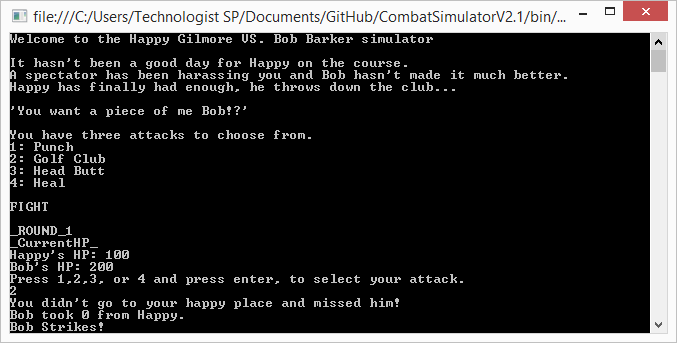 file:///C:/Users/Technologist SP/Documents/GitHub/CombatSimulatorV2.1/bin/...
Welcome to the Happy Gilmore VS. Bob Barker simulator
It hasn't been a good day for Happy on the course.
A spectator has been harassing you and Bob hasn't made it much better.
Happy has finally had enough, he throws down the club...
'You want a piece of me Bob!?'
You have three attacks to choose from.
1: Punch
2: Golf Club
3: Head Butt
4: Heal
FIGHT
_ROUND_1
_CurrentHP_
Happy's HP: 100
Bob's HP: 200
Press 1,2,3, or 4 and press enter, to select your attack.
2
You didn't go to your happy place and missed him!
Bob took 0 from Happy.
Bob Strikes!